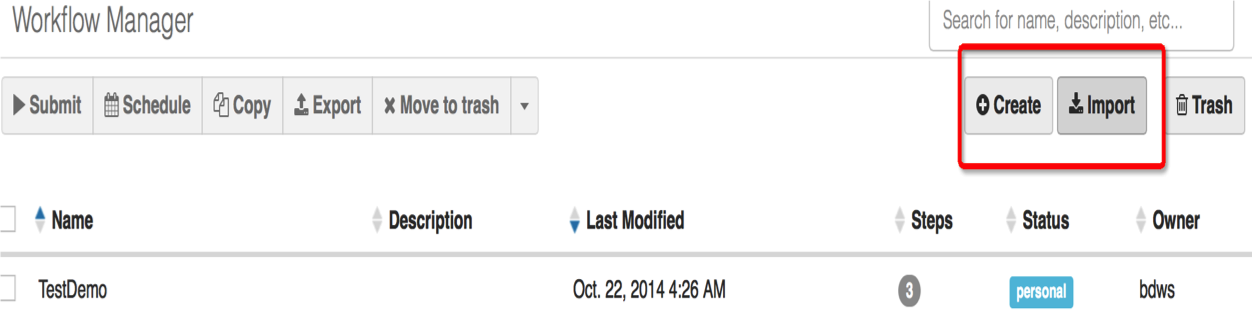 Workflow Manager
Search for name, description, etc...
Submit Schedule Copy Export Move to trash Create Import Trash
Name Description Last Modified Steps Status Owner
TestDemo Oct. 22, 2014 4:26 AM 3 personal bdws